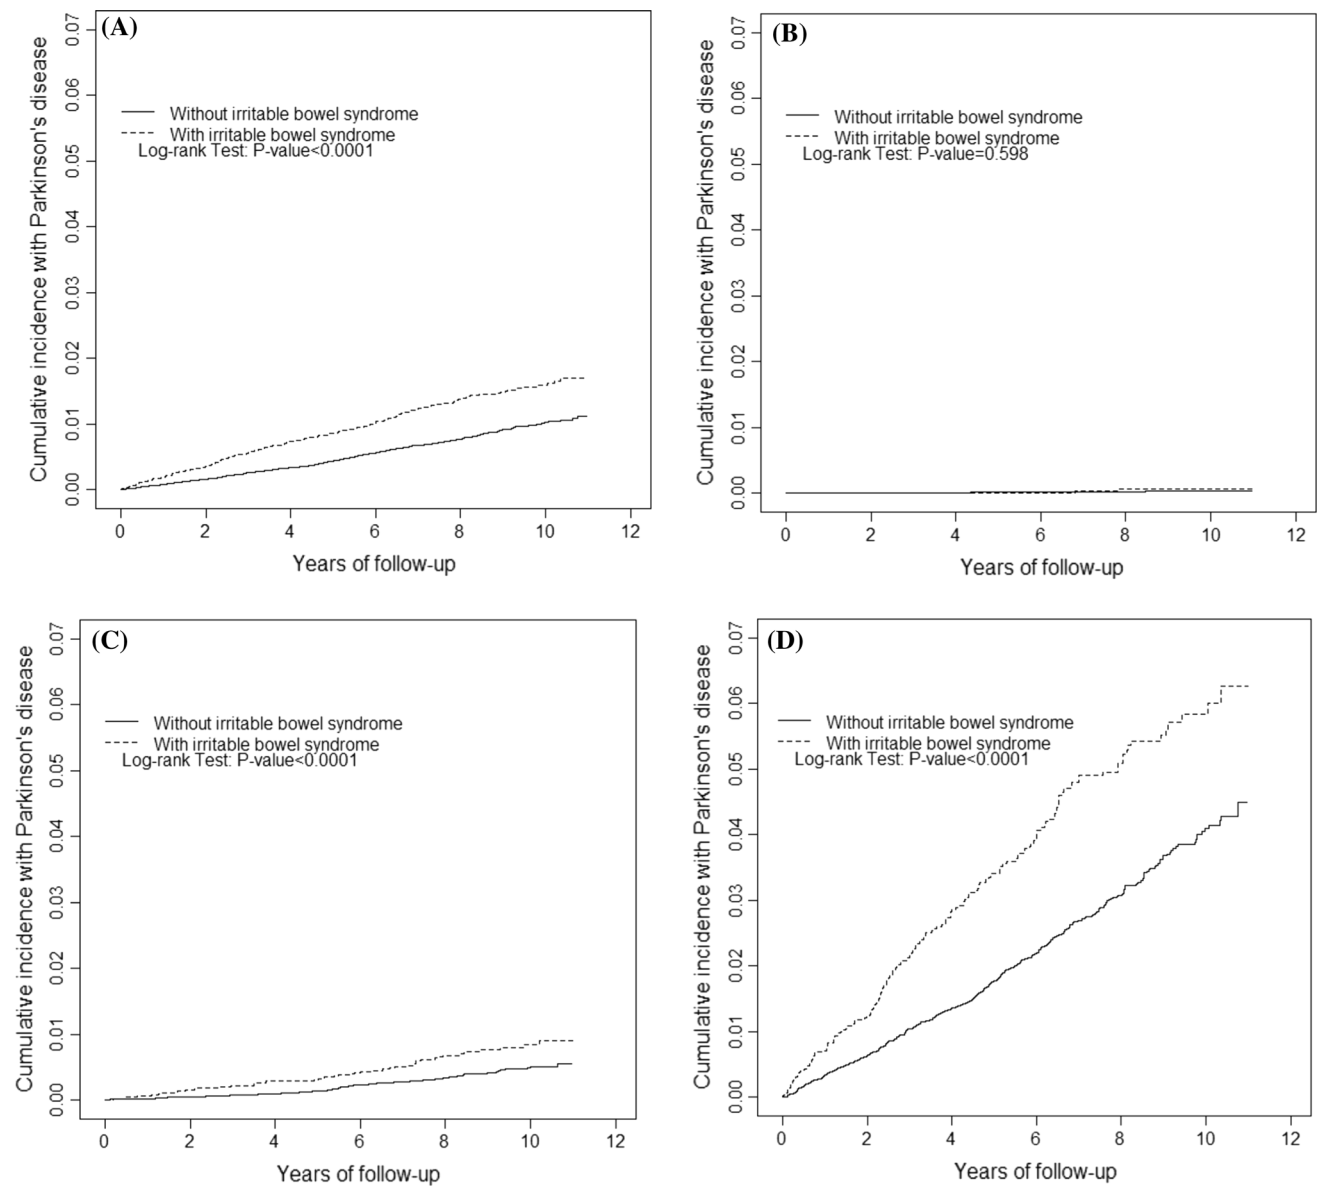 (A)
Cumulative incidence with Parkinson's disease
0.07
0.06
0.05
0.04
0.03
0.02
0.01
0.00
Without irritable bowel syndrome
With irritable bowel syndrome
Log-rank Test: P-value<0.0001
0 2 4 6 8 10 12
Years of follow-up
(B)
Cumulative incidence with Parkinson's disease
0.07
0.06
0.05
0.04
0.03
0.02
0.01
0.00
Without irritable bowel syndrome
With irritable bowel syndrome
Log-rank Test: P-value=0.598
0 2 4 6 8 10 12
Years of follow-up
(C)
Cumulative incidence with Parkinson's disease
0.07
0.06
0.05
0.04
0.03
0.02
0.01
0.00
Without irritable bowel syndrome
With irritable bowel syndrome
Log-rank Test: P-value<0.0001
0 2 4 6 8 10 12
Years of follow-up
(D)
Cumulative incidence with Parkinson's disease
0.07
0.06
0.05
0.04
0.03
0.02
0.01
0.00
Without irritable bowel syndrome
With irritable bowel syndrome
Log-rank Test: P-value<0.0001
0 2 4 6 8 10 12
Years of follow-up